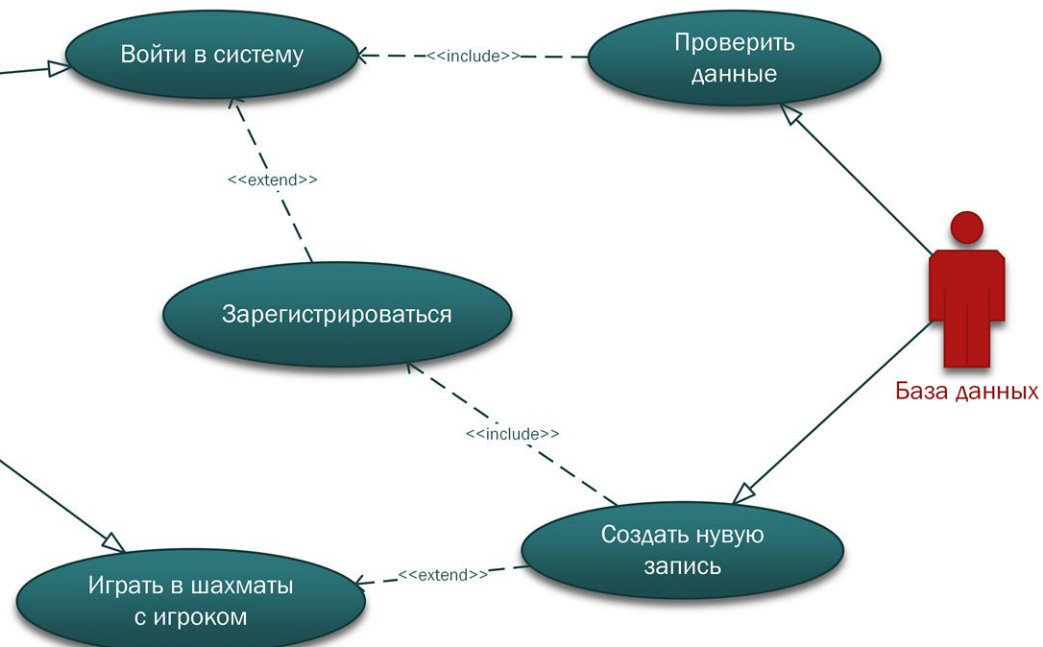 Войти в систему
<<include>>
Проверить
данные
<<extend>>
Зарегистрироваться
База данных
<<include>>
Создать нувую
запись
<<extend>>
Играть в шахматы
с игроком